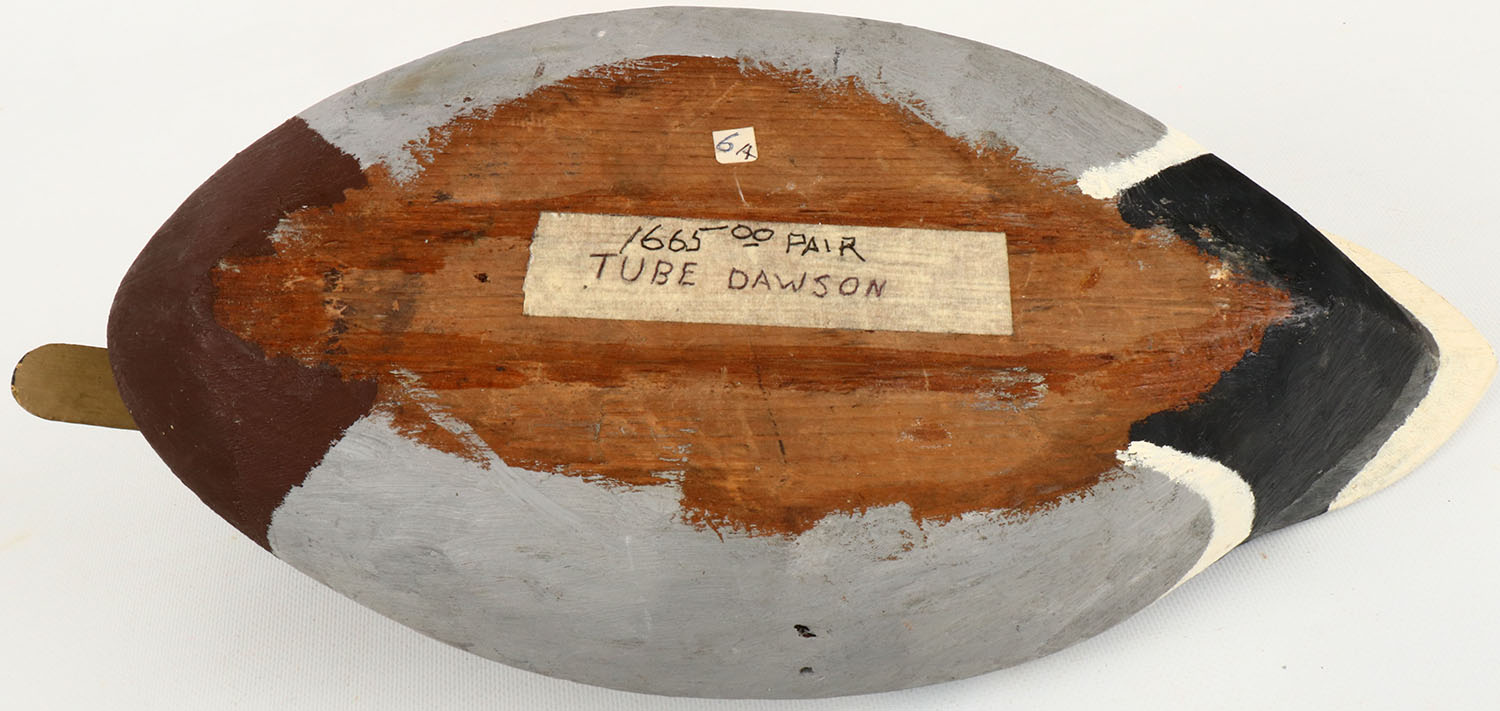 6A
1665 00 PAIR
TUBE DAWSON